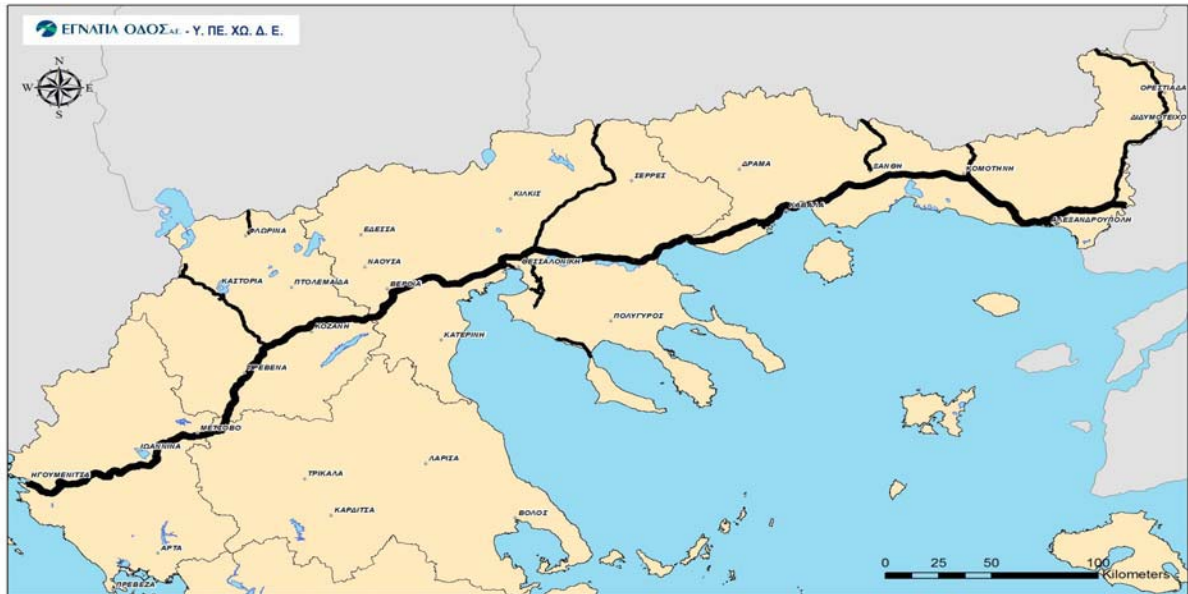 ΕΓΝΑΤΙΑ ΟΔΟΣ Α.Ε. - Υ. ΠΕ. ΧΩ. Δ. Ε.
N
W E
S
ΟΡΕΣΤΙΑΔΑ
ΔΙΔΥΜΟΤΕΙΧΟ
ΔΡΑΜΑ
ΞΑΝΘΗ
ΚΟΜΟΤΗΝΗ
ΣΕΡΡΕΣ
ΚΙΛΚΙΣ
ΚΑΒΑΛΑ
ΑΛΕΞΑΝΔΡΟΥΠΟΛΗ
ΦΛΩΡΙΝΑ
ΕΔΕΣΣΑ
ΘΕΣΣΑΛΟΝΙΚΗ
ΝΑΟΥΣΑ
ΚΑΣΤΟΡΙΑ
ΠΤΟΛΕΜΑΪΔΑ
ΒΕΡΟΙΑ
ΠΟΛΥΓΥΡΟΣ
ΚΟΖΑΝΗ
ΚΑΤΕΡΙΝΗ
ΓΡΕΒΕΝΑ
ΜΕΤΣΟΒΟ
ΙΩΑΝΝΙΝΑ
ΛΑΡΙΣΑ
ΗΓΟΥΜΕΝΙΤΣΑ
ΤΡΙΚΑΛΑ
ΚΑΡΔΙΤΣΑ
ΒΟΛΟΣ
ΑΡΤΑ
ΠΡΕΒΕΖΑ
0 25 50 100
Kilometers